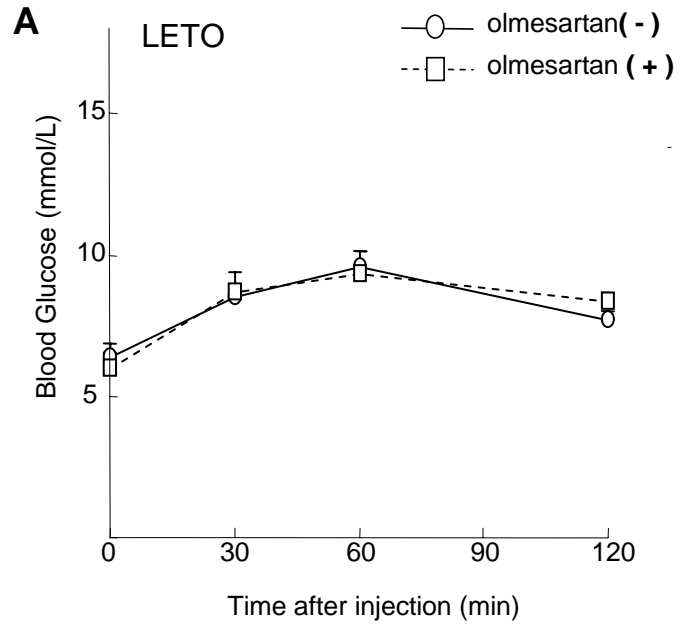 A
LETO
olmesartan( - )
olmesartan ( + )
Blood Glucose (mmol/L)
15
10
5
0
30
60
90
120
Time after injection (min)